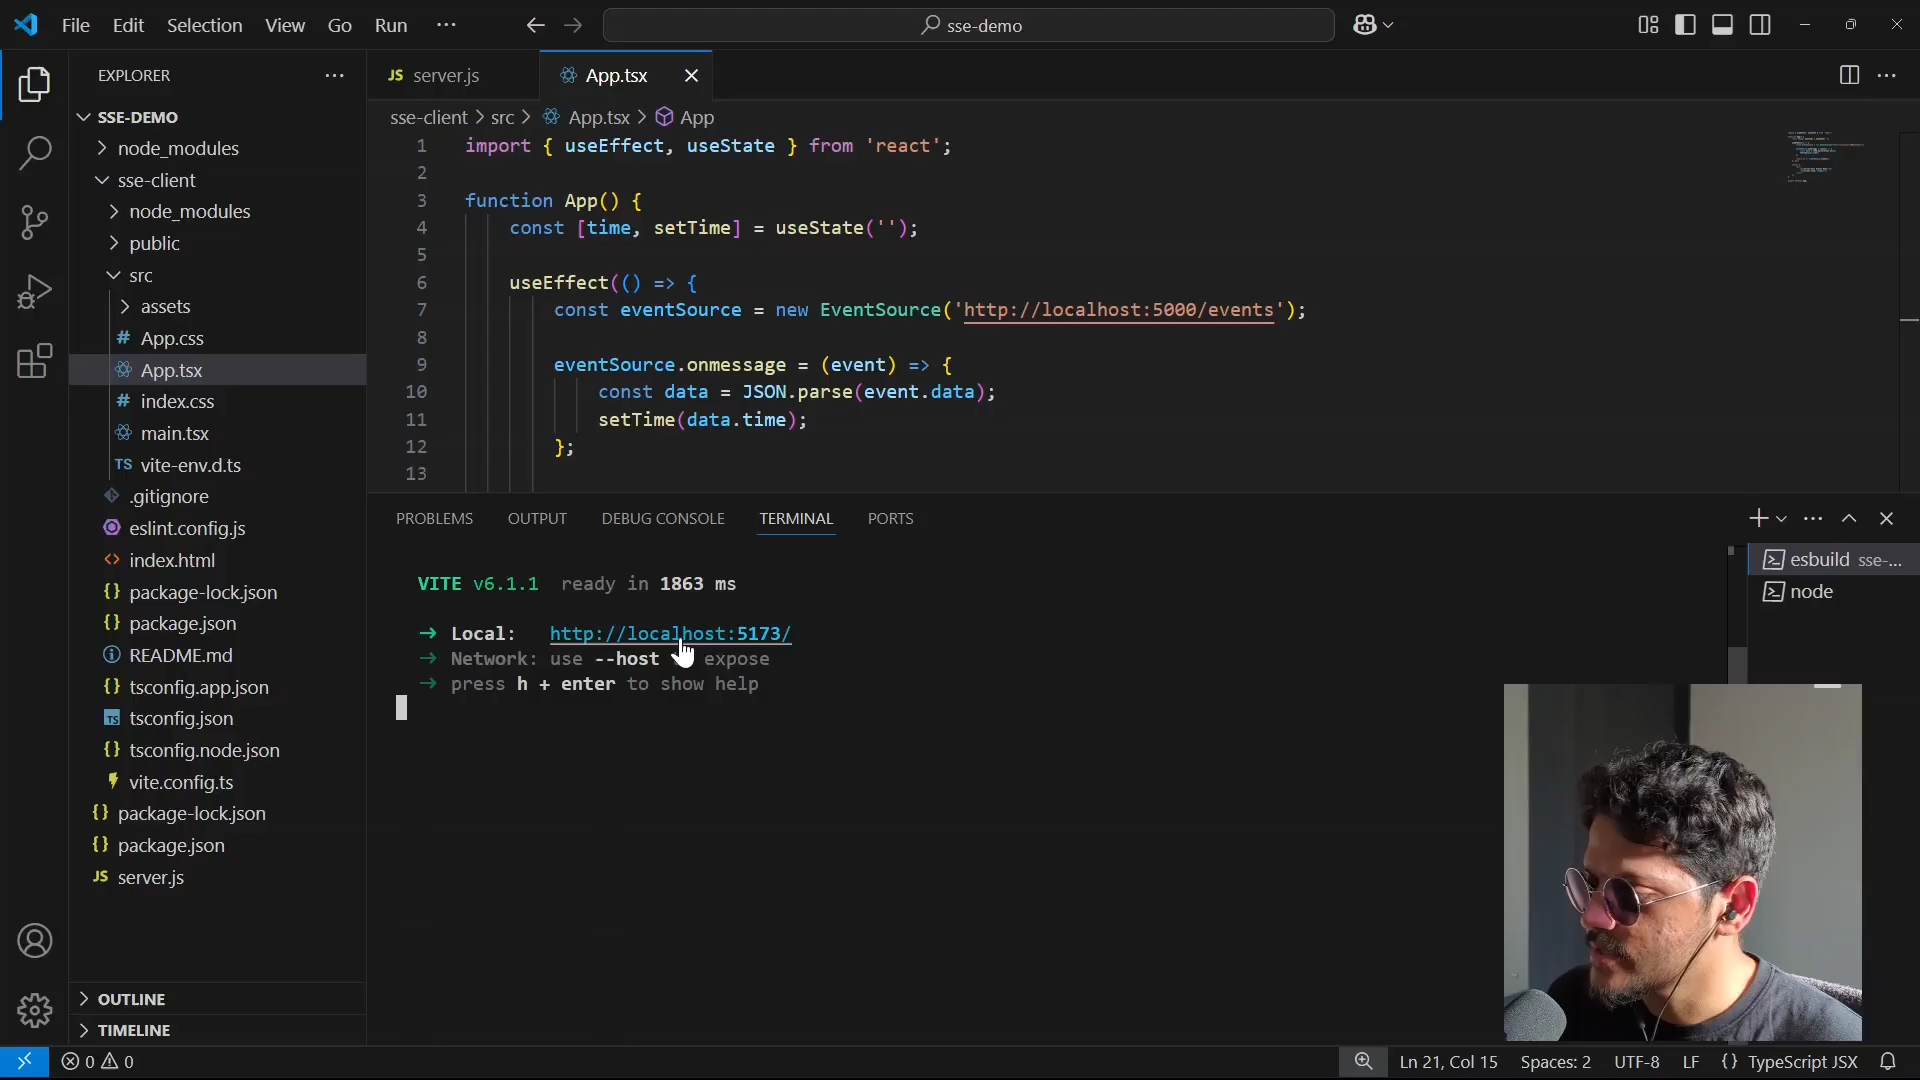 File Edit Selection View Go Run ···
sse-demo
EXPLORER
SSE-DEMO
node_modules
sse-client
node_modules
public
src
assets
# App.css
App.tsx
# index.css
main.tsx
TS vite-env.d.ts
.gitignore
eslint.config.js
<> index.html
{} package-lock.json
{} package.json
README.md
{} tsconfig.app.json
TS tsconfig.json
{} tsconfig.node.json
vite.config.ts
{} package-lock.json
{} package.json
JS server.js
OUTLINE
TIMELINE
JS server.js App.tsx
sse-client > src > App.tsx > App
1 import { useEffect, useState } from 'react';
2
3 function App() {
4 const [time, setTime] = useState('');
5
6 useEffect(() => {
7 const eventSource = new EventSource('http://localhost:5000/events');
8
9 eventSource.onmessage = (event) => {
10 const data = JSON.parse(event.data);
11 setTime(data.time);
12 };
13
PROBLEMS OUTPUT DEBUG CONSOLE TERMINAL PORTS
VITE v6.1.1 ready in 1863 ms
→ Local: http://localhost:5173/
→ Network: use --host expose
→ press h + enter to show help
esbuild sse-...
node
0 0
Ln 21, Col 15 Spaces: 2 UTF-8 LF {} TypeScript JSX